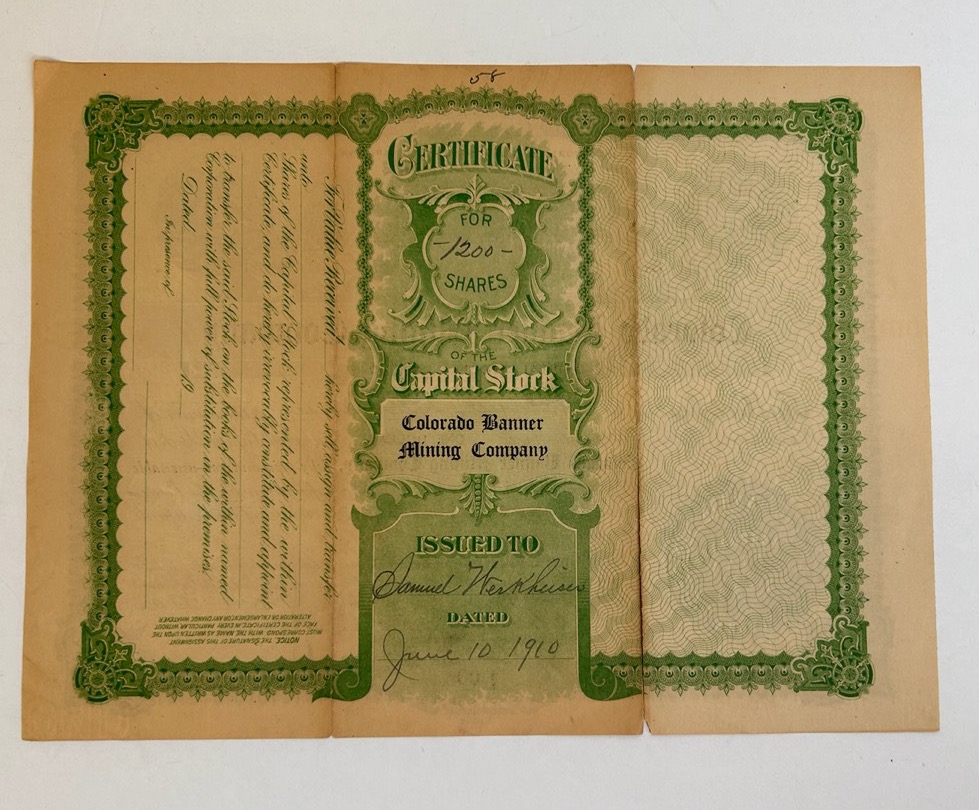 58
CERTIFICATE
FOR
-1200-
SHARES
OF THE
Capital Stock
Colorado Banner
Mining Company
ISSUED TO
Samuel Werkheiser
DATED
June 10 1910
For Value Received, hereby sell, assign and transfer
unto
Shares of the Capital Stock represented by the within
Certificate, and do hereby irrevocably constitute and appoint
to transfer the said Stock on the books of the within named
Corporation with full power of substitution in the premises.
Dated 19
In presence of
NOTICE. THE SIGNATURE OF THIS ASSIGNMENT
MUST CORRESPOND WITH THE NAME AS WRITTEN UPON THE
FACE OF THE CERTIFICATE, IN EVERY PARTICULAR WITHOUT
ALTERATION OR ENLARGEMENT OR ANY CHANGE WHATEVER